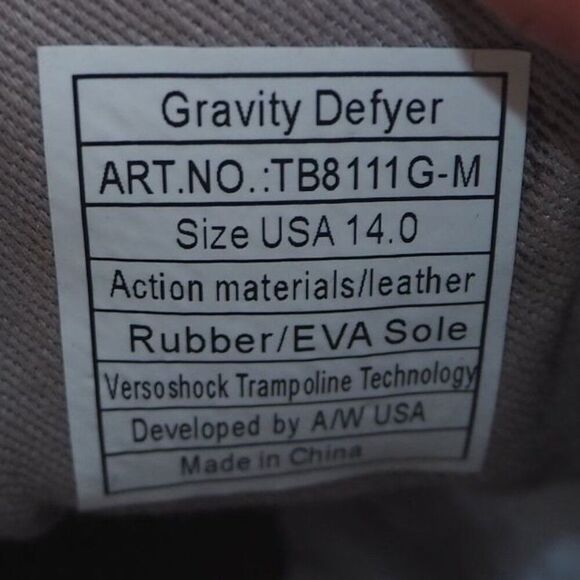 Gravity Defyer
ART.NO.:TB8111G-M
Size USA 14.0
Action materials/leather
Rubber/EVA Sole
Versoshock Trampoline Technology
Developed by A/W USA
Made in China